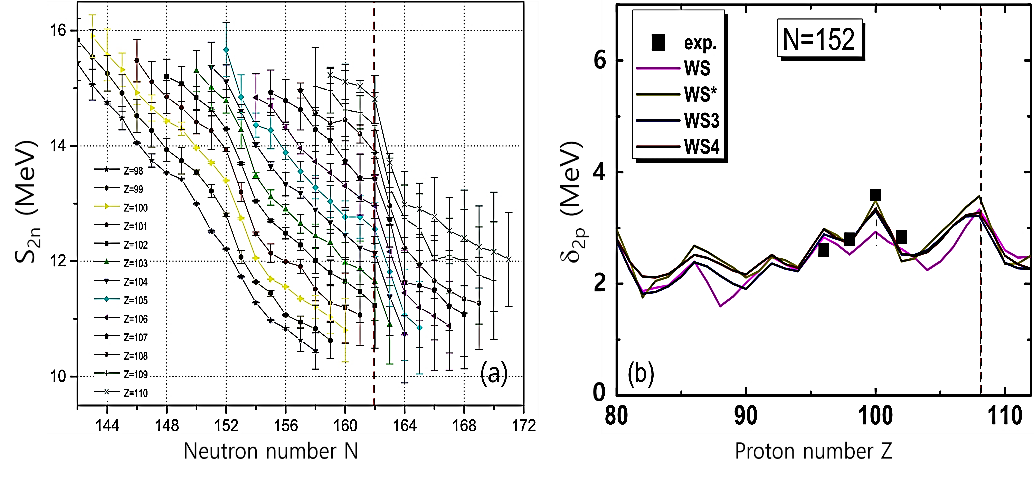 16
14
12
10
S2n (MeV)
Z=98
Z=99
Z=100
Z=101
Z=102
Z=103
Z=104
Z=105
Z=106
Z=107
Z=108
Z=109
Z=110
(a)
144 148 152 156 160 164 168 172
Neutron number N
6
4
2
0
δ2p (MeV)
exp.
WS
WS*
WS3
WS4
N=152
(b)
80 90 100 110
Proton number Z